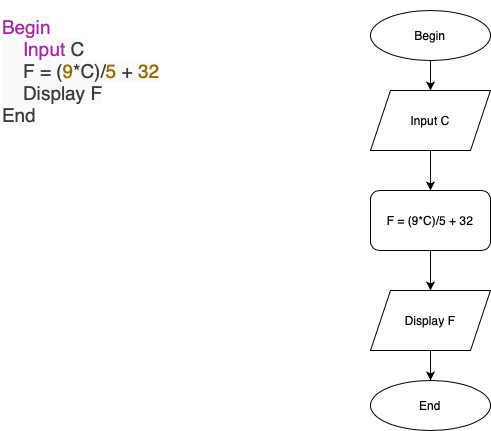 Begin
Input C
F = (9*C)/5 + 32
Display F
End
Begin
Input C
F = (9*C)/5 + 32
Display F
End